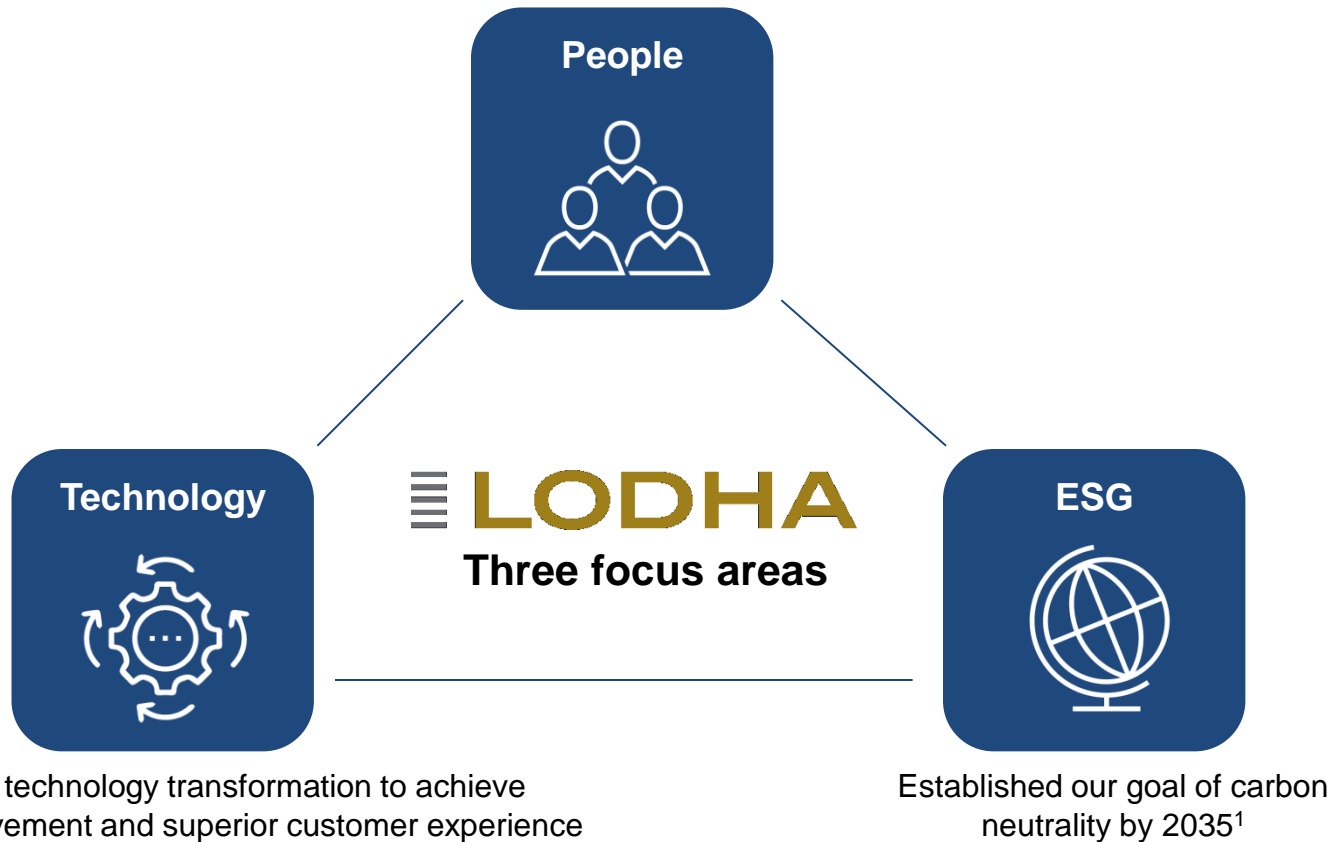 People
Technology
LODHA
Three focus areas
ESG
technology transformation to achieve
and superior customer experience
Established our goal of carbon
neutrality by 2035¹